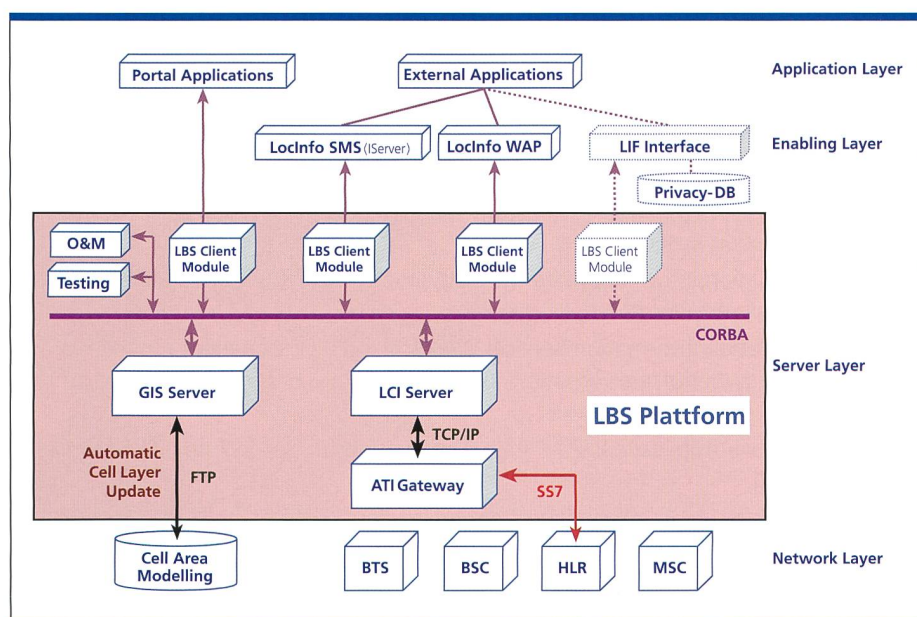 Portal Applications
External Applications
Application Layer
LocInfo SMS (IServer)
LocInfo WAP
LIF Interface
Enabling Layer
Privacy-DB
O&M
Testing
LBS Client
Module
LBS Client
Module
LBS Client
Module
LBS Client
Module
CORBA
GIS Server
LCI Server
Server Layer
LBS Plattform
TCP/IP
Automatic
Cell Layer
Update
FTP
ATI Gateway
SS7
Cell Area
Modelling
BTS
BSC
HLR
MSC
Network Layer